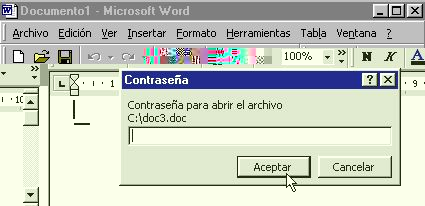 Documento1 - Microsoft Word
Archivo Edición Ver Insertar Formato Herramientas Tabla Ventana ?
100% N K A
Contraseña
Contraseña para abrir el archivo
C:\doc3.doc
Aceptar Cancelar